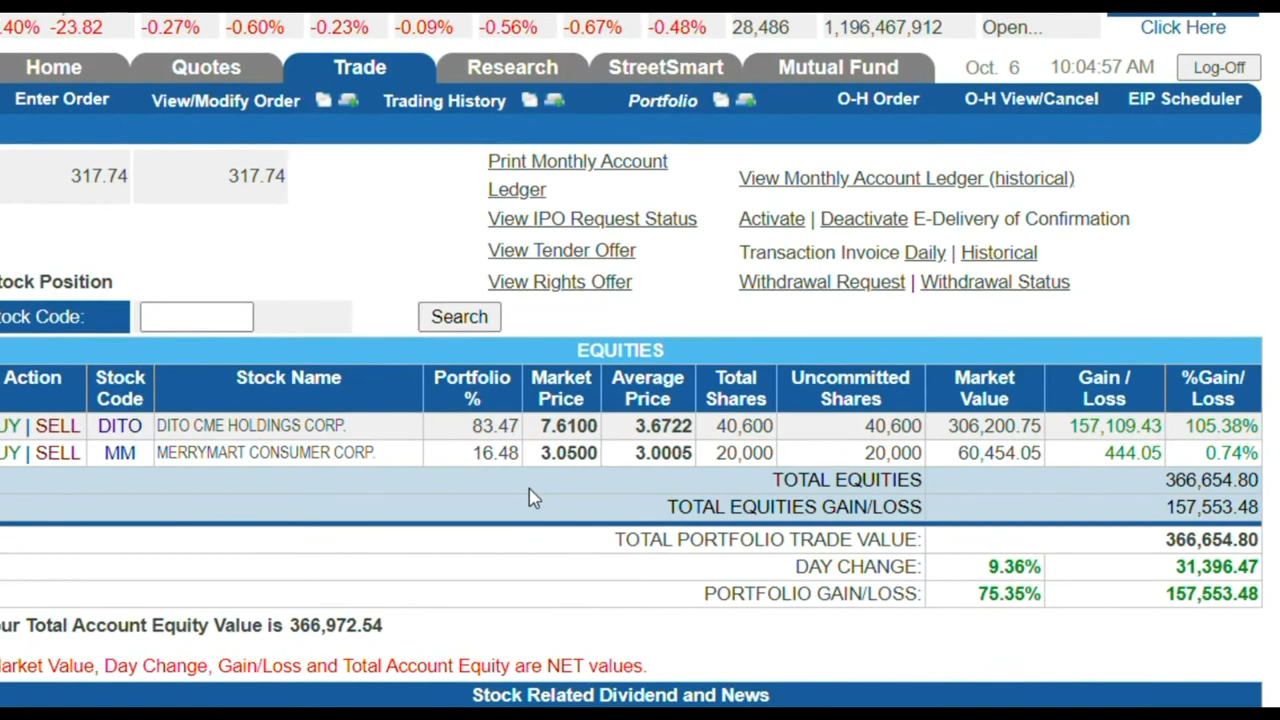 .40% -23.82 -0.27% -0.60% -0.23% -0.09% -0.56% -0.67% -0.48% 28,486 1,196,467,912 Open... Click Here
Home Quotes Trade Research StreetSmart Mutual Fund Oct. 6 10:04:57 AM Log-Off
Enter Order View/Modify Order Trading History Portfolio O-H Order O-H View/Cancel EIP Scheduler
317.74 317.74
Print Monthly Account Ledger
View IPO Request Status
View Tender Offer
View Rights Offer
View Monthly Account Ledger (historical)
Activate | Deactivate E-Delivery of Confirmation
Transaction Invoice Daily | Historical
Withdrawal Request | Withdrawal Status
tock Position
tock Code: Search
EQUITIES
Action Stock Code Stock Name Portfolio % Market Price Average Price Total Shares Uncommitted Shares Market Value Gain / Loss %Gain/ Loss
UY | SELL DITO DITO CME HOLDINGS CORP. 83.47 7.6100 3.6722 40,600 40,600 306,200.75 157,109.43 105.38%
UY | SELL MM MERRYMART CONSUMER CORP. 16.48 3.0500 3.0005 20,000 20,000 60,454.05 444.05 0.74%
TOTAL EQUITIES 366,654.80
TOTAL EQUITIES GAIN/LOSS 157,553.48
TOTAL PORTFOLIO TRADE VALUE: 366,654.80
DAY CHANGE: 9.36% 31,396.47
PORTFOLIO GAIN/LOSS: 75.35% 157,553.48
ur Total Account Equity Value is 366,972.54
arket Value, Day Change, Gain/Loss and Total Account Equity are NET values.
Stock Related Dividend and News